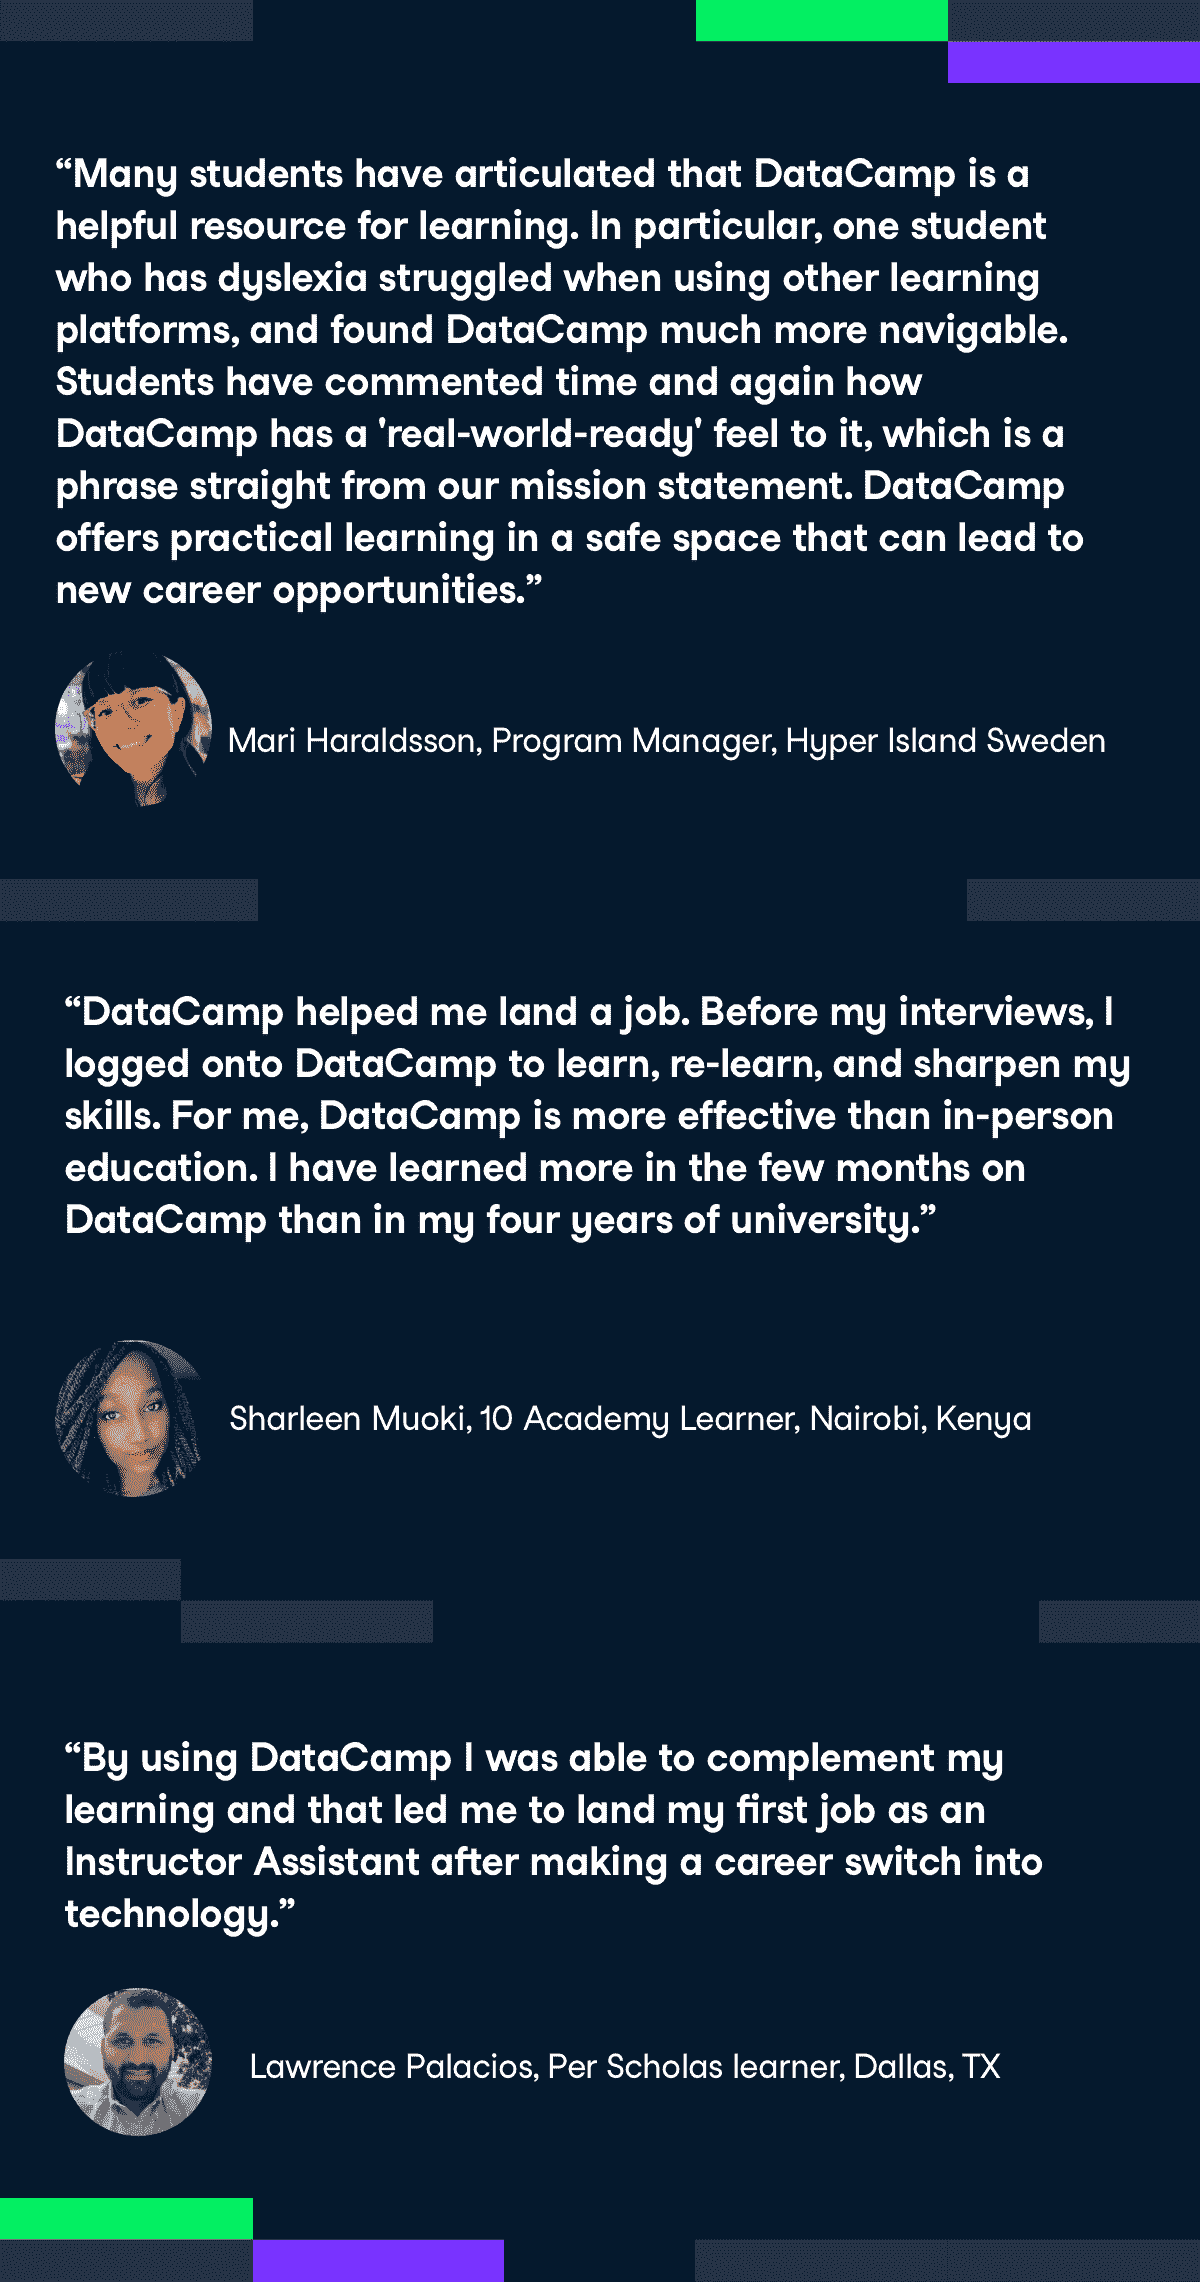 “Many students have articulated that DataCamp is a
helpful resource for learning. In particular, one student
who has dyslexia struggled when using other learning
platforms, and found DataCamp much more navigable.
Students have commented time and again how
DataCamp has a 'real-world-ready' feel to it, which is a
phrase straight from our mission statement. DataCamp
offers practical learning in a safe space that can lead to
new career opportunities.”
Mari Haraldsson, Program Manager, Hyper Island Sweden
“DataCamp helped me land a job. Before my interviews, I
logged onto DataCamp to learn, re-learn, and sharpen my
skills. For me, DataCamp is more effective than in-person
education. I have learned more in the few months on
DataCamp than in my four years of university.”
Sharleen Muoki, 10 Academy Learner, Nairobi, Kenya
“By using DataCamp I was able to complement my
learning and that led me to land my first job as an
Instructor Assistant after making a career switch into
technology.”
Lawrence Palacios, Per Scholas learner, Dallas, TX